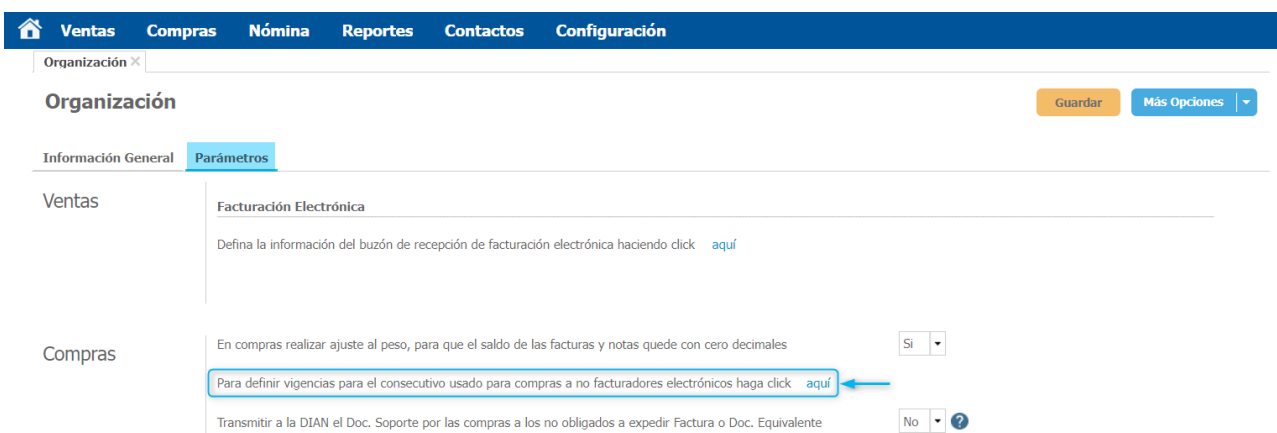 Ventas Compras Nómina Reportes Contactos Configuración
Organización
Organización
Guardar Más Opciones
Información General Parámetros
Ventas
Facturación Electrónica
Defina la información del buzón de recepción de facturación electrónica haciendo click aquí
Compras
En compras realizar ajuste al peso, para que el saldo de las facturas y notas quede con cero decimales Si
Para definir vigencias para el consecutivo usado para compras a no facturadores electrónicos haga click aquí
Transmitir a la DIAN el Doc. Soporte por las compras a los no obligados a expedir Factura o Doc. Equivalente No ?